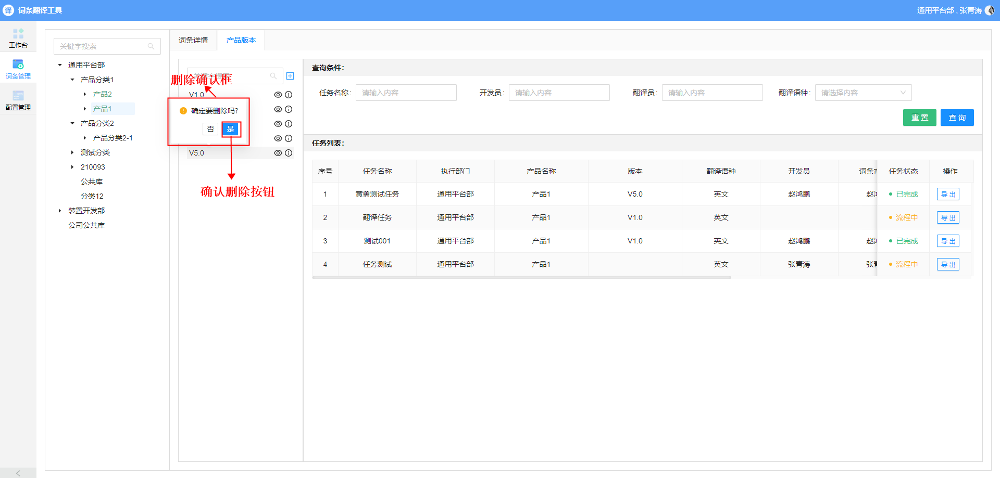 译 词条翻译工具
通用平台部 , 张青涛
工作台
词条管理
配置管理
关键字搜索
通用平台部
产品分类1
产品2
产品1
产品分类2
产品分类2-1
测试分类
210093
公共库
分类12
装置开发部
公司公共库
词条详情 产品版本
关键字搜索
删除确认框
V1.0
确定要删除吗?
否 是
V5.0
确认删除按钮
查询条件：
任务名称: 请输入内容 开发员: 请输入内容 翻译员: 请输入内容 翻译语种: 请选择内容
重 置 查 询
任务列表：
序号 任务名称 执行部门 产品名称 版本 翻译语种 开发员 词条 任务状态 操作
1 黄勇测试任务 通用平台部 产品1 V5.0 英文 赵鸿鹏 赵 已完成 导 出
2 翻译任务 通用平台部 产品1 V1.0 英文 流程中 导 出
3 测试001 通用平台部 产品1 V1.0 英文 赵鸿鹏 赵 已完成 导 出
4 任务测试 通用平台部 产品1 英文 张青涛 张 流程中 导 出